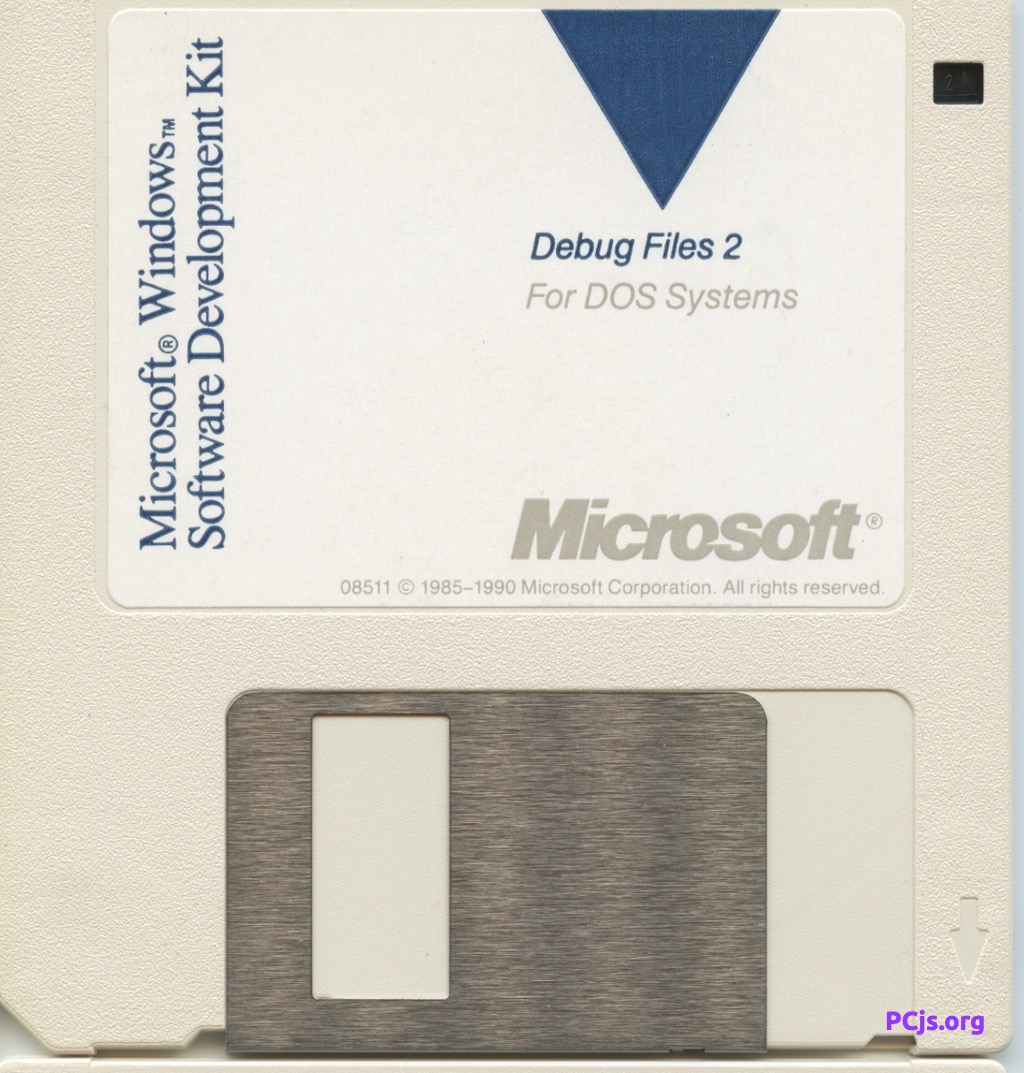 Microsoft® Windows™
Software Development Kit
Debug Files 2
For DOS Systems
Microsoft®
08511 © 1985–1990 Microsoft Corporation. All rights reserved.
PCjs.org